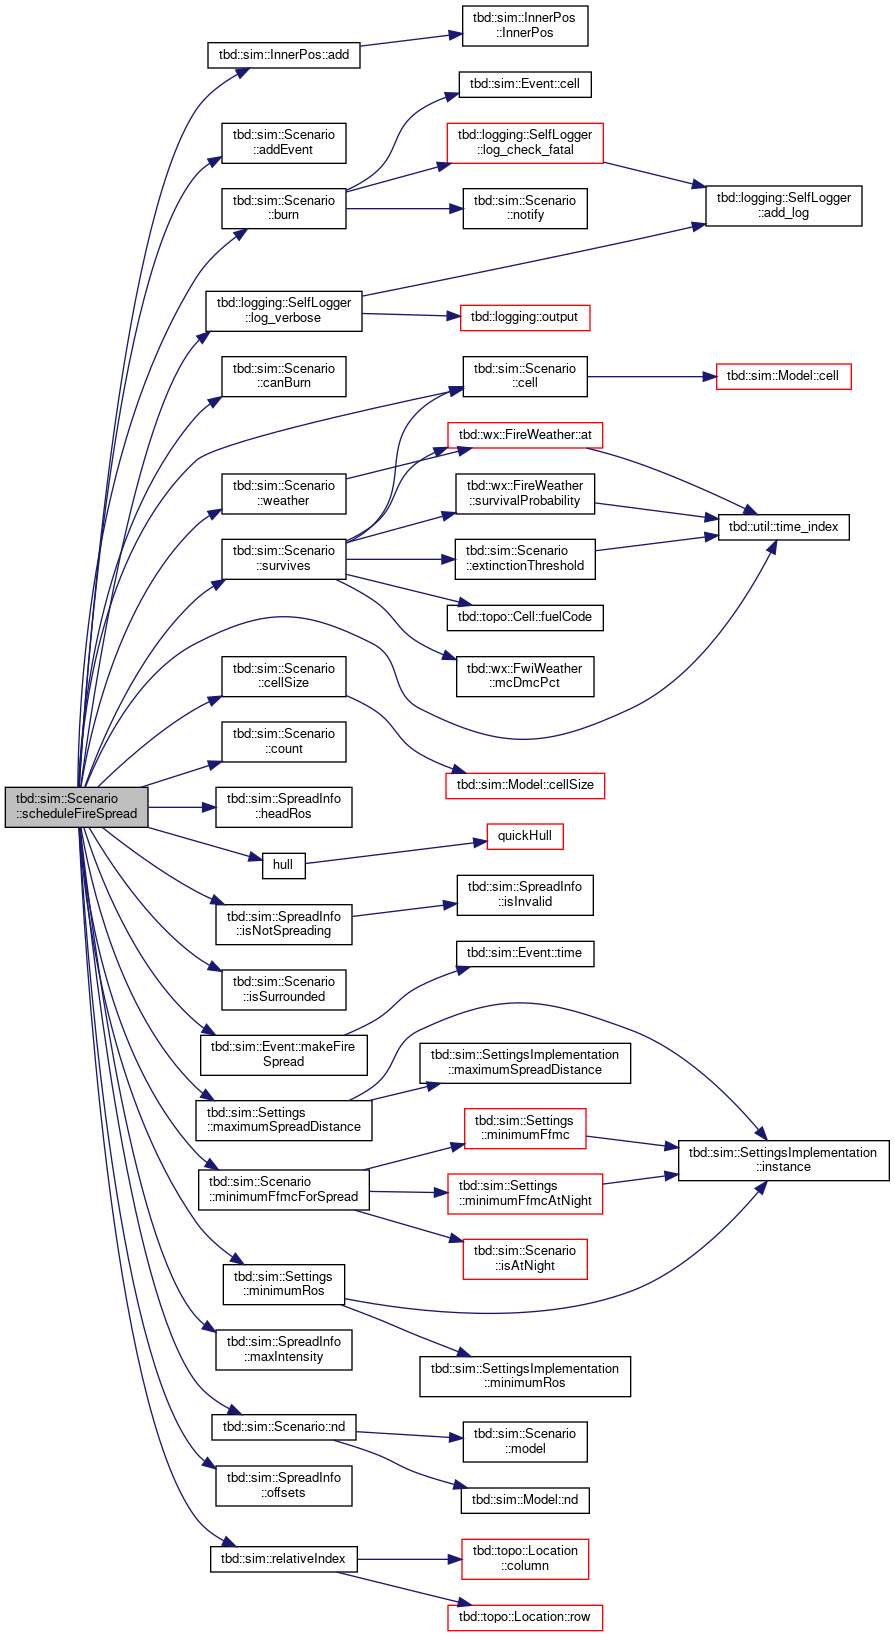 tbd::sim::InnerPos
::InnerPos
tbd::sim::InnerPos::add
tbd::sim::Event::cell
tbd::sim::Scenario
::addEvent
tbd::logging::SelfLogger
::log_check_fatal
tbd::sim::Scenario
::burn
tbd::sim::Scenario
::notify
tbd::logging::SelfLogger
::add_log
tbd::logging::SelfLogger
::log_verbose
tbd::logging::output
tbd::sim::Scenario
::canBurn
tbd::sim::Scenario
::cell
tbd::sim::Model::cell
tbd::wx::FireWeather::at
tbd::sim::Scenario
::weather
tbd::wx::FireWeather
::survivalProbability
tbd::util::time_index
tbd::sim::Scenario
::survives
tbd::sim::Scenario
::extinctionThreshold
tbd::topo::Cell::fuelCode
tbd::sim::Scenario
::cellSize
tbd::wx::FwiWeather
::mcDmcPct
tbd::sim::Scenario
::count
tbd::sim::Model::cellSize
tbd::sim::Scenario
::scheduleFireSpread
tbd::sim::SpreadInfo
::headRos
quickHull
hull
tbd::sim::SpreadInfo
::isInvalid
tbd::sim::SpreadInfo
::isNotSpreading
tbd::sim::Event::time
tbd::sim::Scenario
::isSurrounded
tbd::sim::Event::makeFire
Spread
tbd::sim::SettingsImplementation
::maximumSpreadDistance
tbd::sim::Settings
::maximumSpreadDistance
tbd::sim::Settings
::minimumFfmc
tbd::sim::SettingsImplementation
::instance
tbd::sim::Scenario
::minimumFfmcForSpread
tbd::sim::Settings
::minimumFfmcAtNight
tbd::sim::Scenario
::isAtNight
tbd::sim::Settings
::minimumRos
tbd::sim::SpreadInfo
::maxIntensity
tbd::sim::SettingsImplementation
::minimumRos
tbd::sim::Scenario::nd
tbd::sim::Scenario
::model
tbd::sim::SpreadInfo
::offsets
tbd::sim::Model::nd
tbd::sim::relativeIndex
tbd::topo::Location
::column
tbd::topo::Location::row